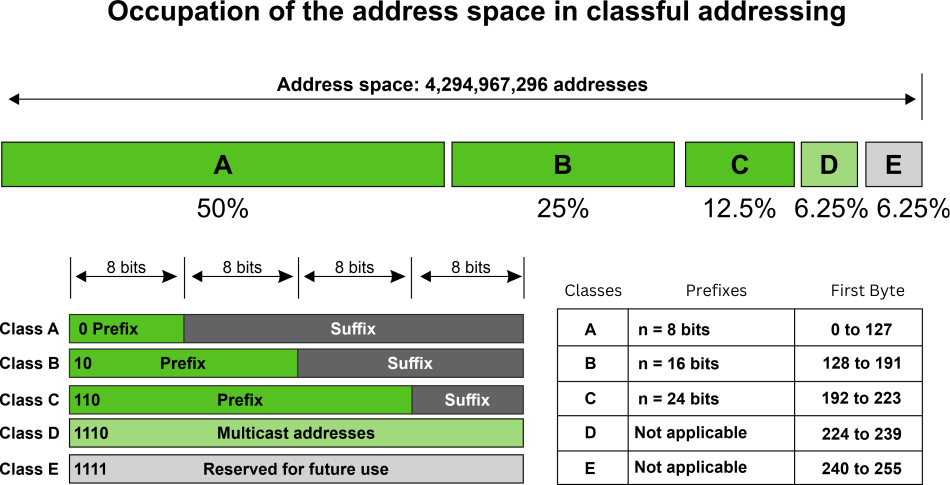 Occupation of the address space in classful addressing
Address space: 4,294,967,296 addresses
A B C D E
50% 25% 12.5% 6.25% 6.25%
8 bits 8 bits 8 bits 8 bits
Class A 0 Prefix Suffix
Class B 10 Prefix Suffix
Class C 110 Prefix Suffix
Class D 1110 Multicast addresses
Class E 1111 Reserved for future use
Classes Prefixes First Byte
A n = 8 bits 0 to 127
B n = 16 bits 128 to 191
C n = 24 bits 192 to 223
D Not applicable 224 to 239
E Not applicable 240 to 255